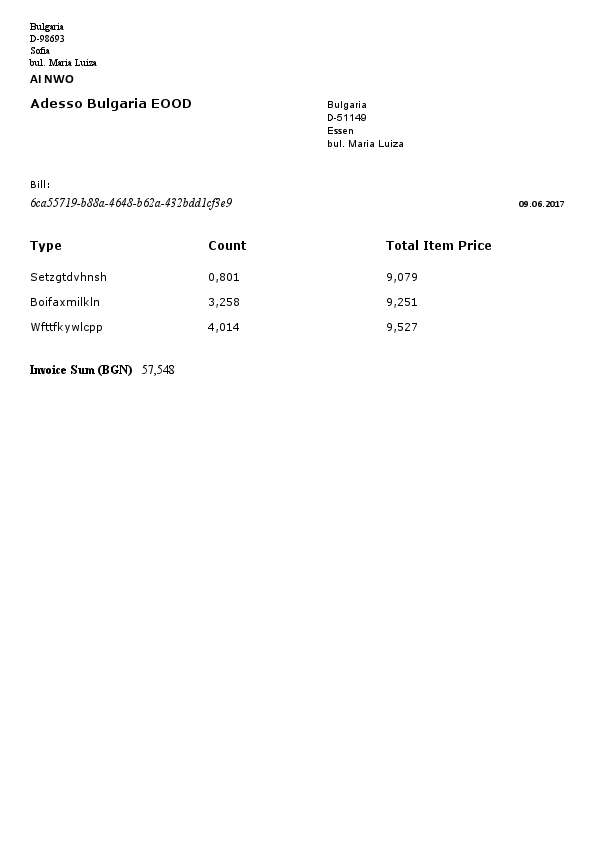 Bulgaria
D-98693
Sofia
bul. Maria Luiza
AI NWO
Adesso Bulgaria EOOD
Bulgaria
D-51149
Essen
bul. Maria Luiza
Bill:
6ca55719-b88a-4648-b62a-432bdd1cf3e9 09.06.2017
Type Count Total Item Price
Setzgtdvhnsh 0,801 9,079
Boifaxmilkln 3,258 9,251
Wfttfkywlcpp 4,014 9,527
Invoice Sum (BGN) 57,548